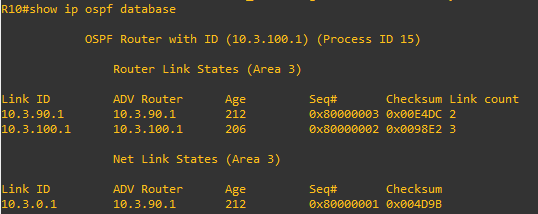 R10#show ip ospf database
OSPF Router with ID (10.3.100.1) (Process ID 15)
Router Link States (Area 3)
Link ID ADV Router Age Seq# Checksum Link count
10.3.90.1 10.3.90.1 212 0x80000003 0x00E4DC 2
10.3.100.1 10.3.100.1 206 0x80000002 0x0098E2 3
Net Link States (Area 3)
Link ID ADV Router Age Seq# Checksum
10.3.0.1 10.3.90.1 212 0x80000001 0x004D9B